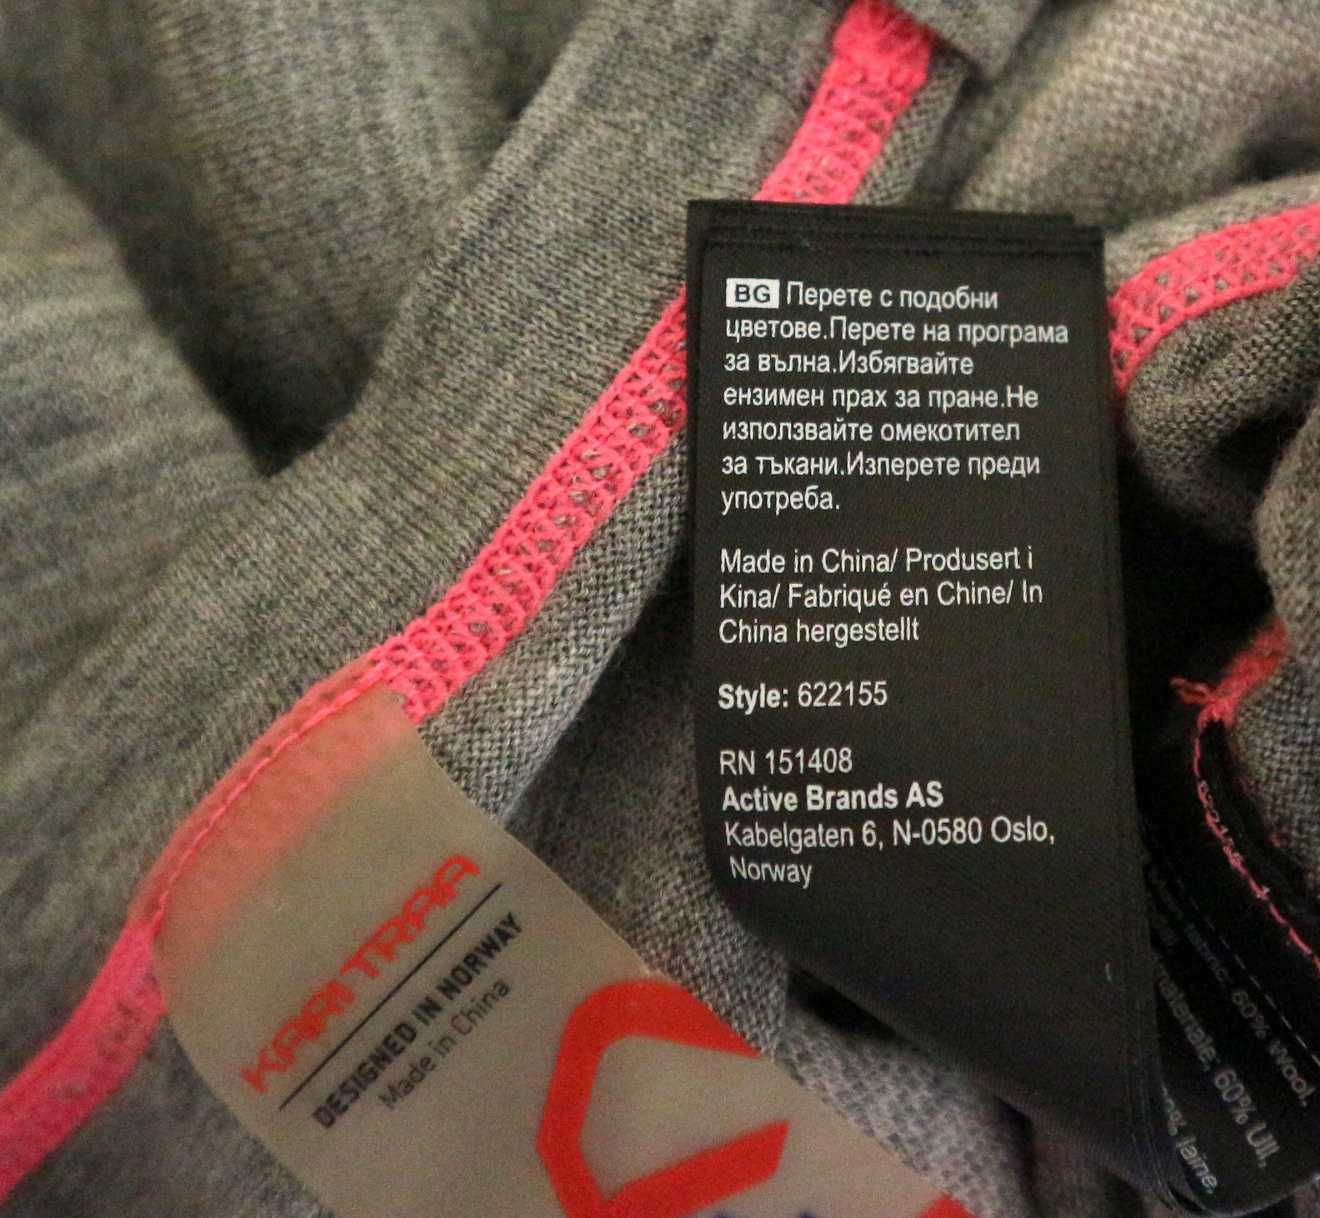 BG Перете с подобни
цветове.Перете на програма
за вълна.Избягвайте
ензимен прах за пране.Не
използвайте омекотител
за тъкани.Изперете преди
употреба.
Made in China/ Produsert i
Kina/ Fabriqué en Chine/ In
China hergestellt
Style: 622155
RN 151408
Active Brands AS
Kabelgaten 6, N-0580 Oslo,
Norway
KARI TRAA
DESIGNED IN NORWAY
Made in China
60% Wool,
60% Ull,
laine,